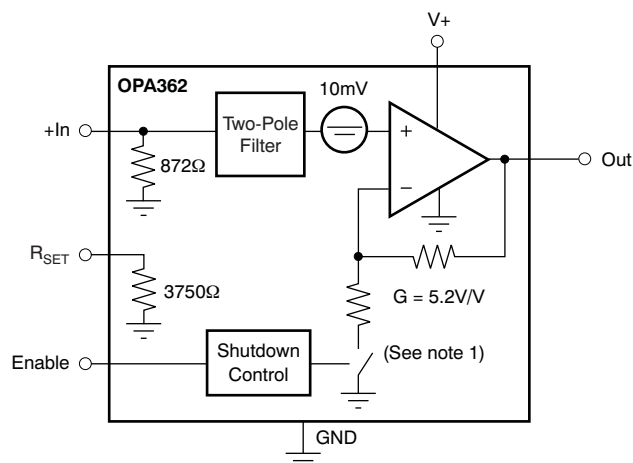 V+
OPA362
10mV
+In
Two-Pole
Filter
+
872Ω
Out
−
RSET
3750Ω
G = 5.2V/V
Enable
Shutdown
Control
(See note 1)
GND